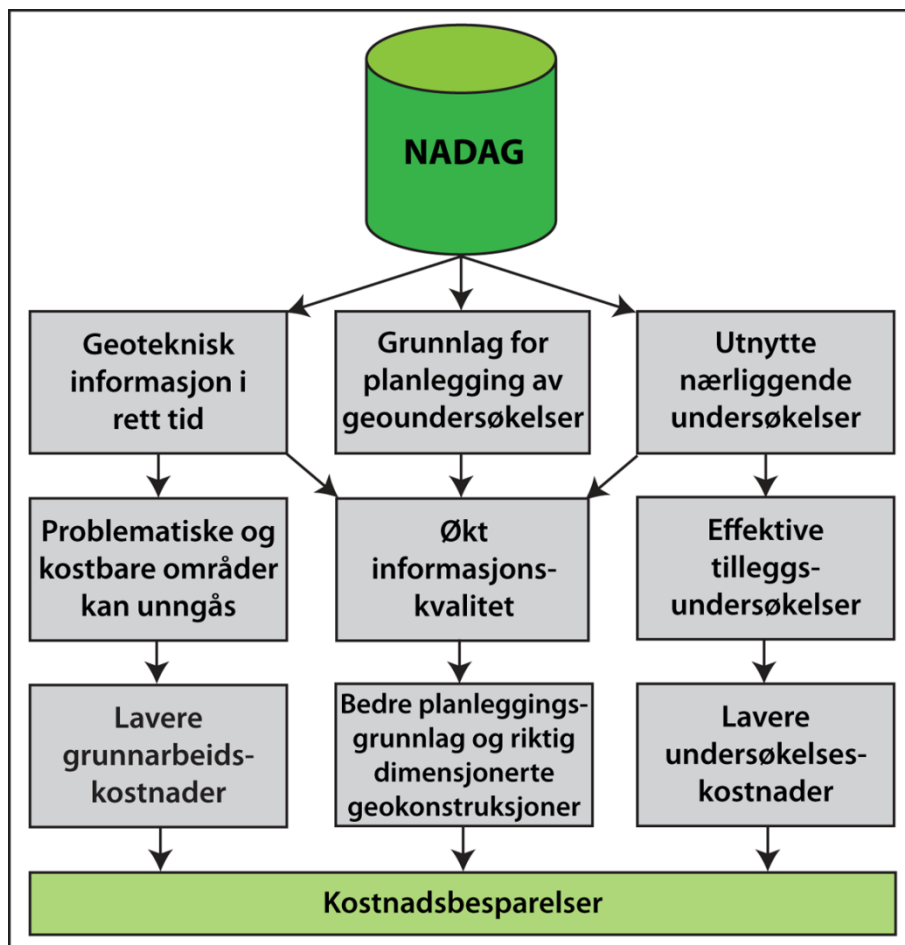 NADAG
Geoteknisk
informasjon i
rett tid
Grunnlag for
planlegging av
geoundersøkelser
Utnytte
nærliggende
undersøkelser
Problematiske og
kostbare områder
kan unngås
Økt
informasjons-
kvalitet
Effektive
tilleggs-
undersøkelser
Lavere
grunnarbeids-
kostnader
Bedre planleggings-
grunnlag og riktig
dimensjonerte
geokonstruksjoner
Lavere
undersøkelses-
kostnader
Kostnadsbesparelser